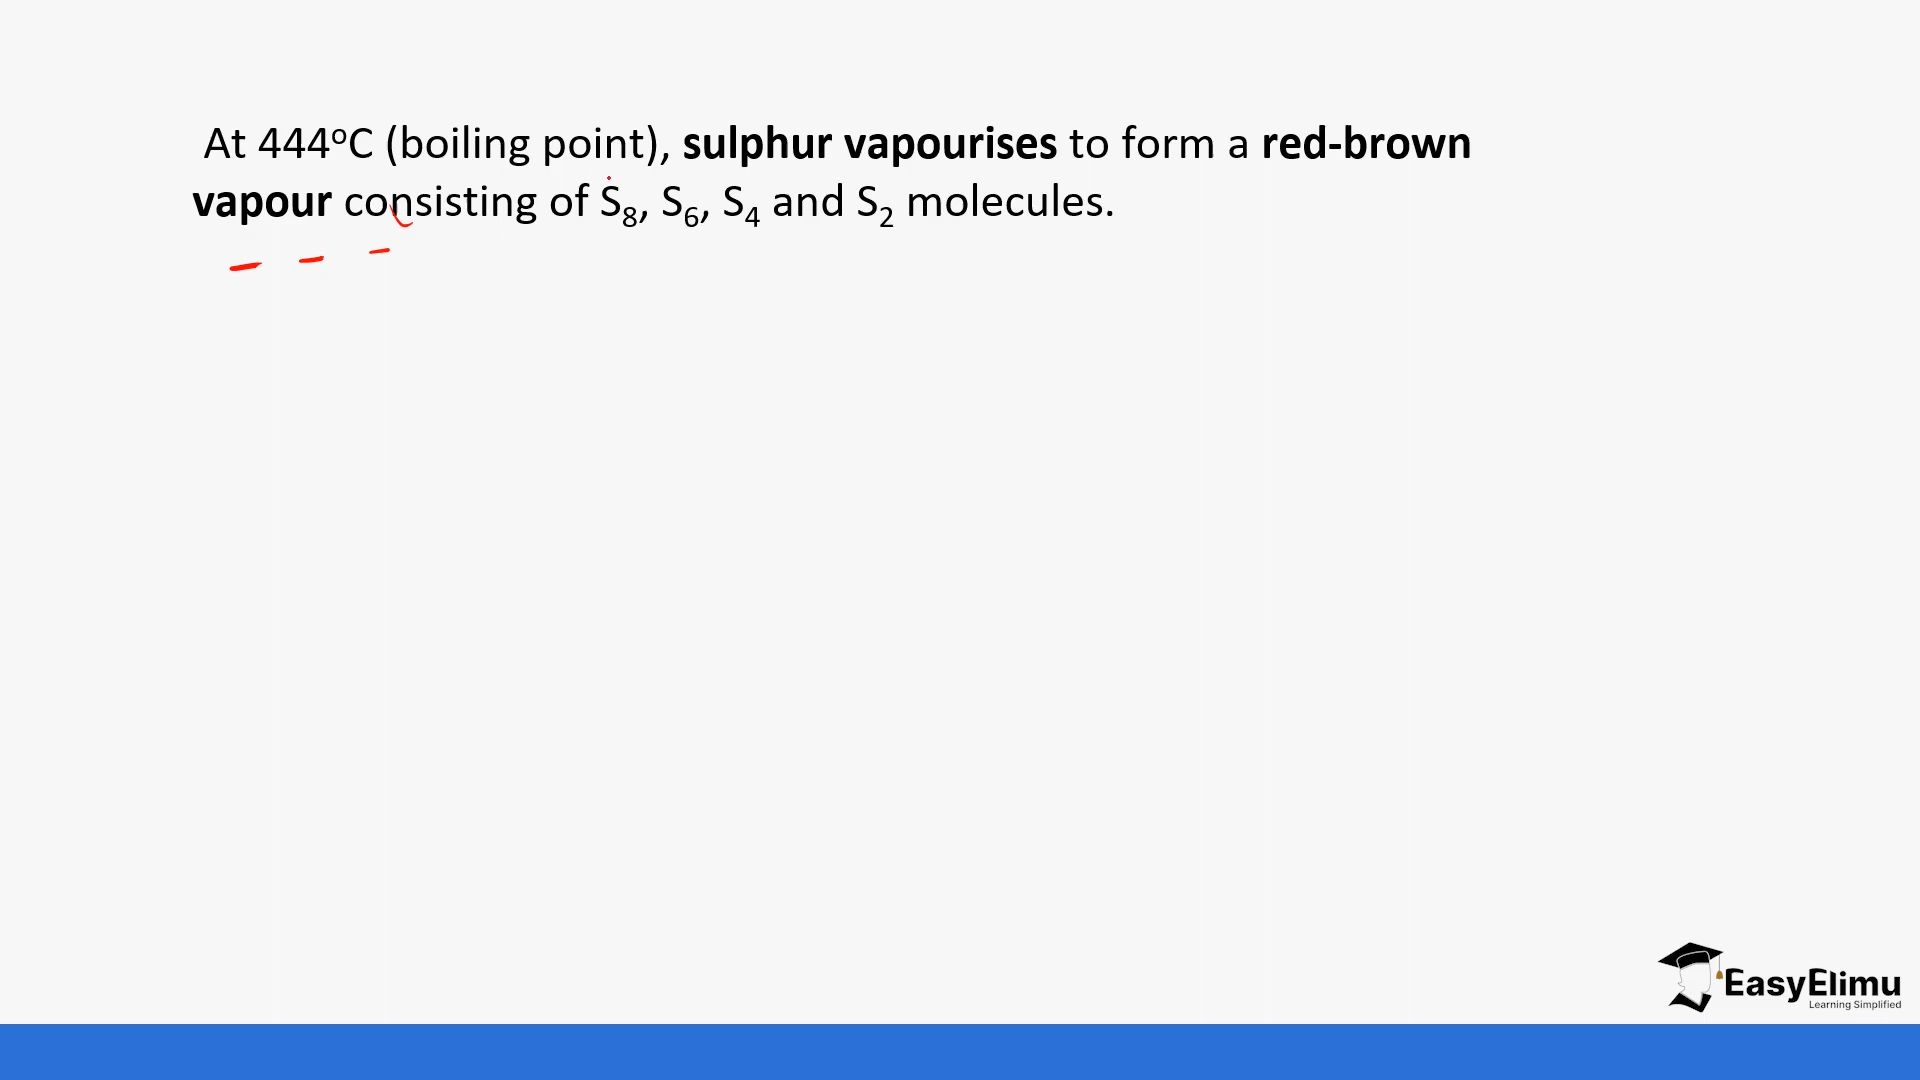 At 444°C (boiling point), sulphur vapourises to form a red-brown
vapour consisting of S₈, S₆, S₄ and S₂ molecules.
EasyElimu
Learning Simplified